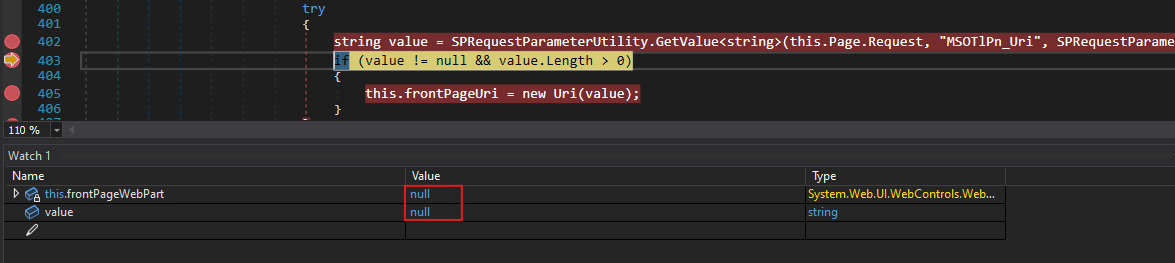 400 try
401 {
402 string value = SPRequestParameterUtility.GetValue<string>(this.Page.Request, "MSOTlPn_Uri", SPRequestParame
403 if (value != null && value.Length > 0)
404 {
405 this.frontPageUri = new Uri(value);
406 }
110 %
Watch 1
Name Value Type
this.frontPageWebPart null System.Web.UI.WebControls.Web...
value null string